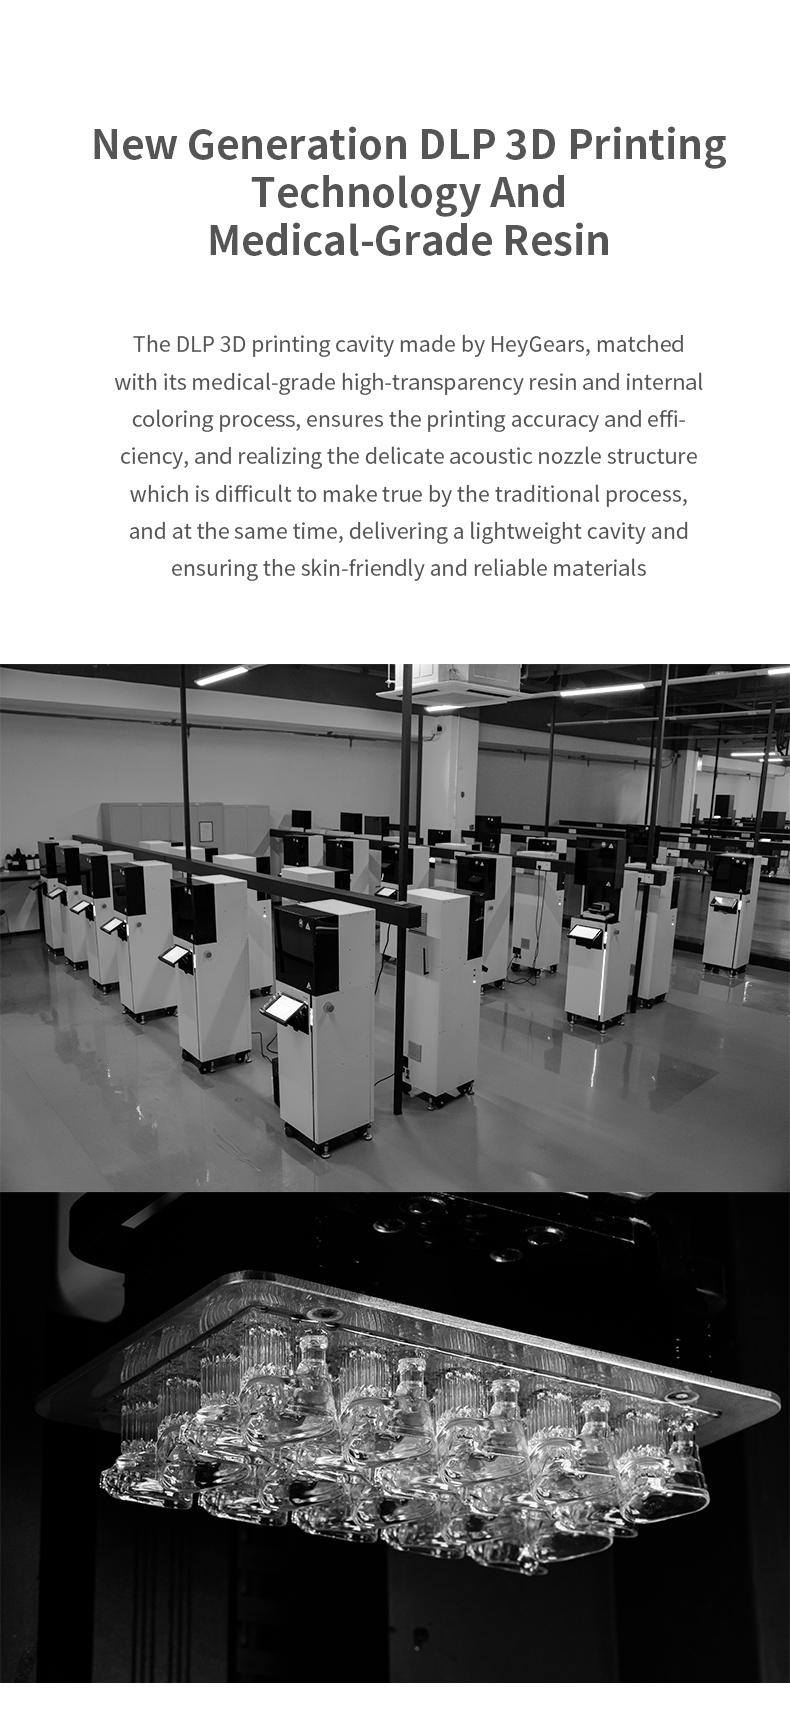 New Generation DLP 3D Printing
Technology And
Medical-Grade Resin
The DLP 3D printing cavity made by HeyGears, matched
with its medical-grade high-transparency resin and internal
coloring process, ensures the printing accuracy and effi-
ciency, and realizing the delicate acoustic nozzle structure
which is difficult to make true by the traditional process,
and at the same time, delivering a lightweight cavity and
ensuring the skin-friendly and reliable materials